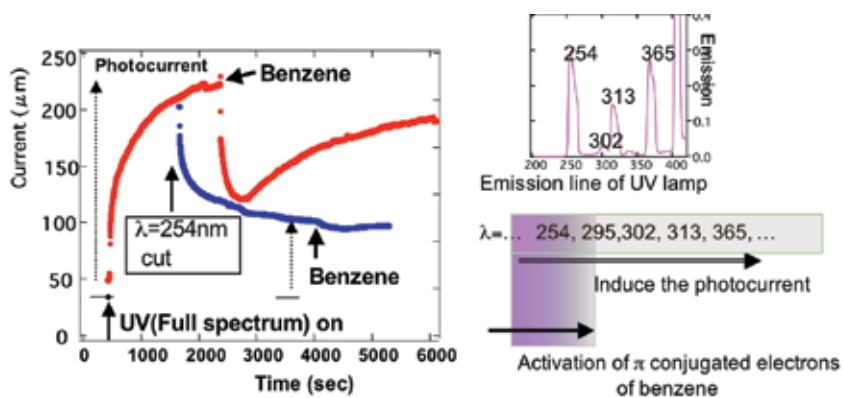 250
200
150
100
50
0
Current (μm)
Photocurrent
Benzene
λ=254nm
cut
Benzene
UV(Full spectrum) on
0 1000 2000 3000 4000 5000 6000
Time (sec)
0.4
0.3
0.2
0.1
0.0
Emission
254
365
313
302
200 250 300 350 400
Emission line of UV lamp
λ=... 254, 295,302, 313, 365, ...
Induce the photocurrent
Activation of π conjugated electrons
of benzene